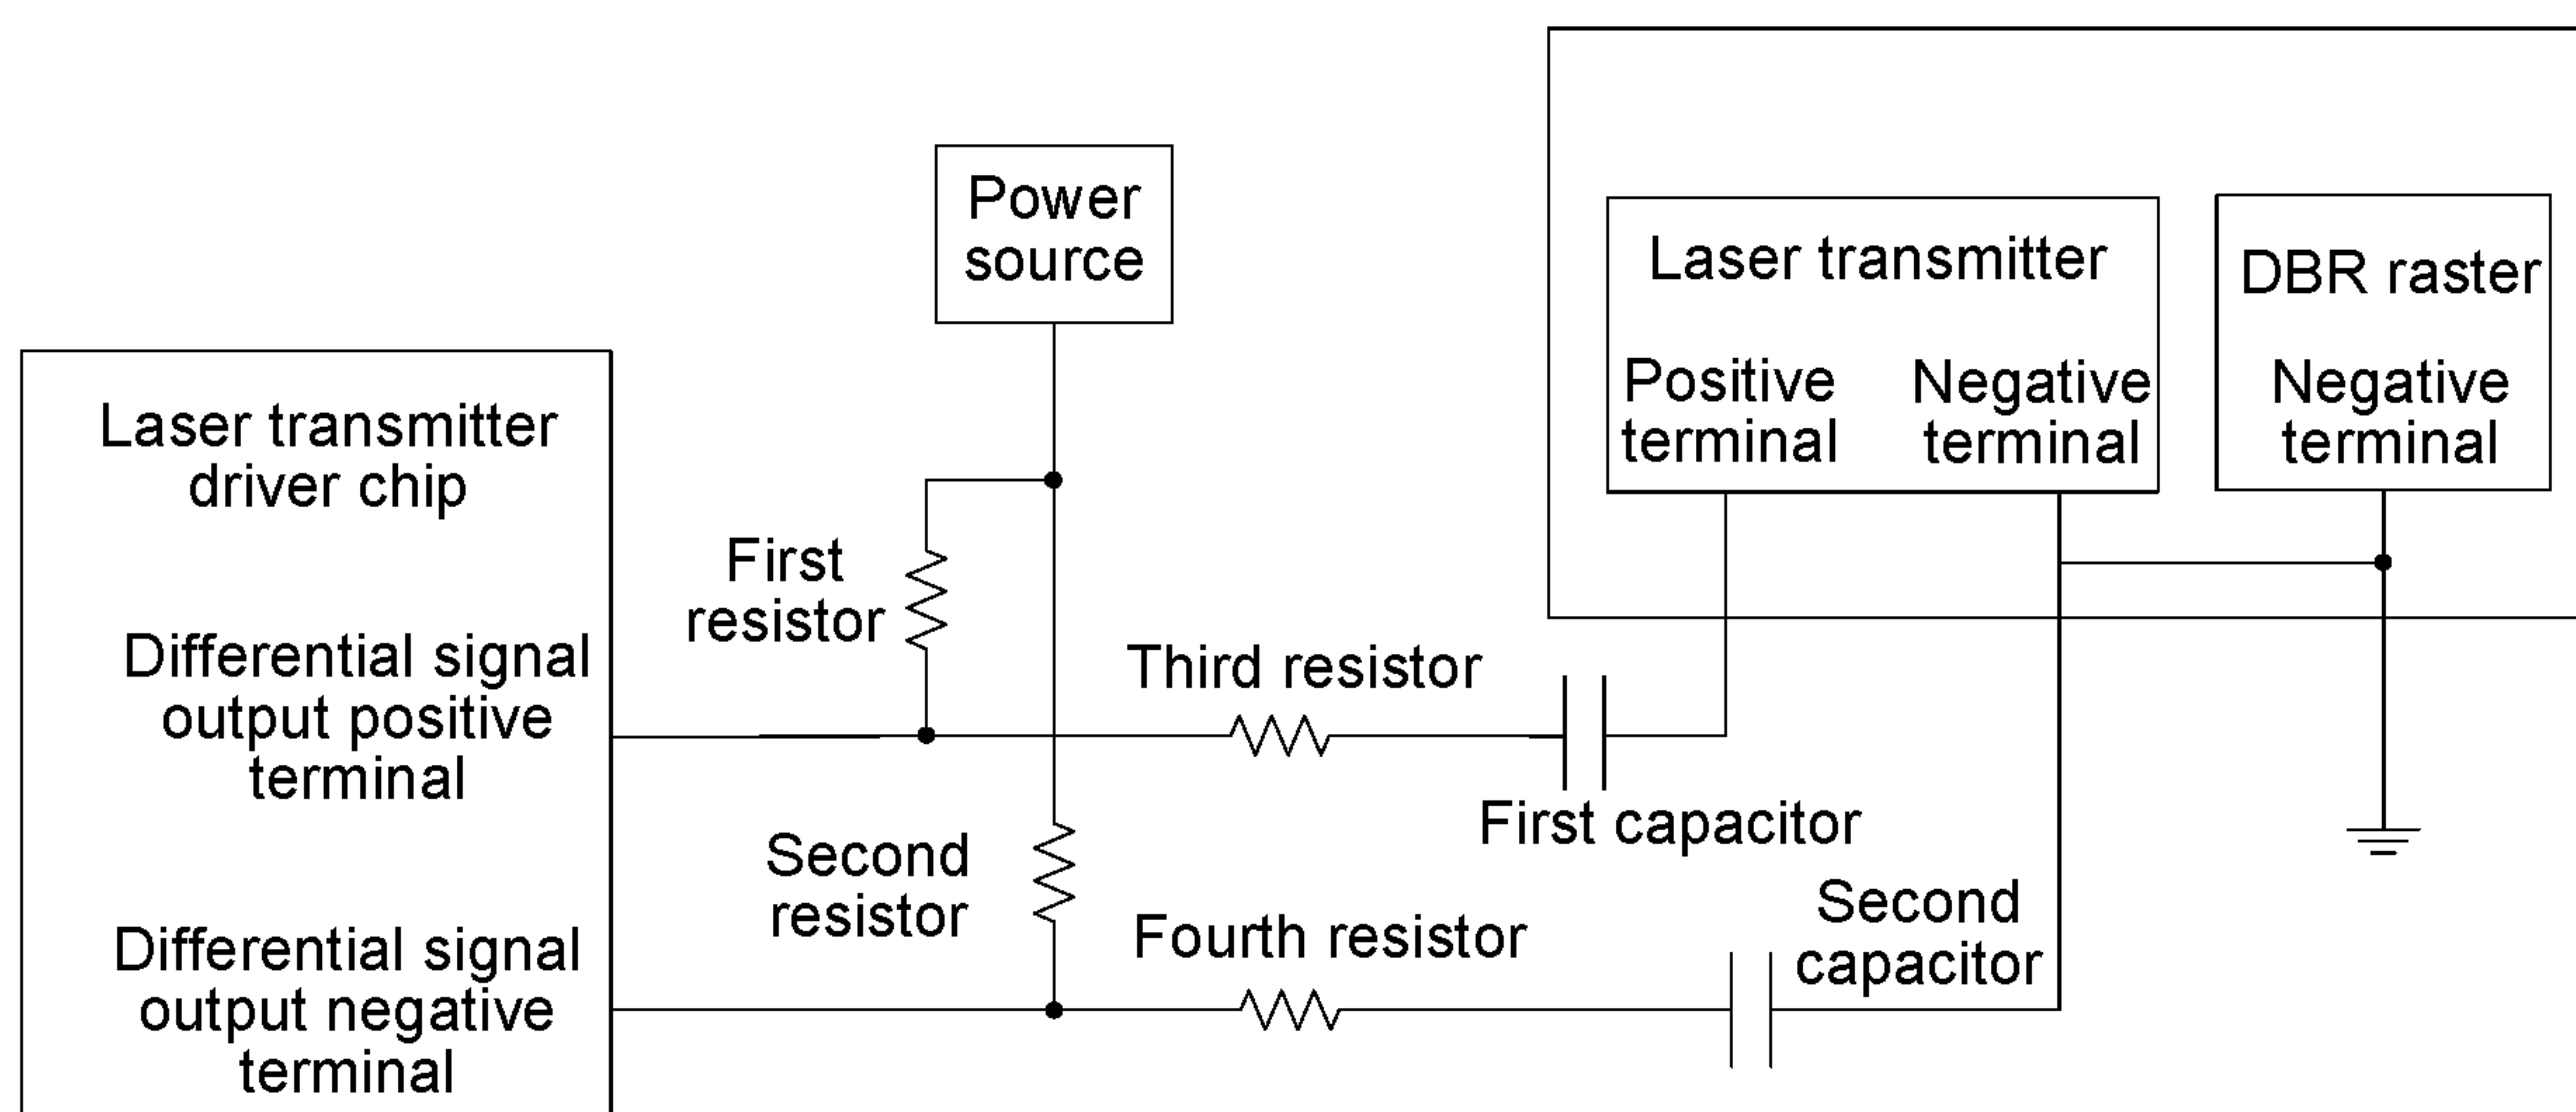 Power
source
Laser transmitter
Positive
terminal
Negative
terminal
DBR raster
Negative
terminal
Laser transmitter
driver chip
Differential signal
output positive
terminal
Differential signal
output negative
terminal
First
resistor
Third resistor
First capacitor
Second
resistor
Fourth resistor
Second
capacitor